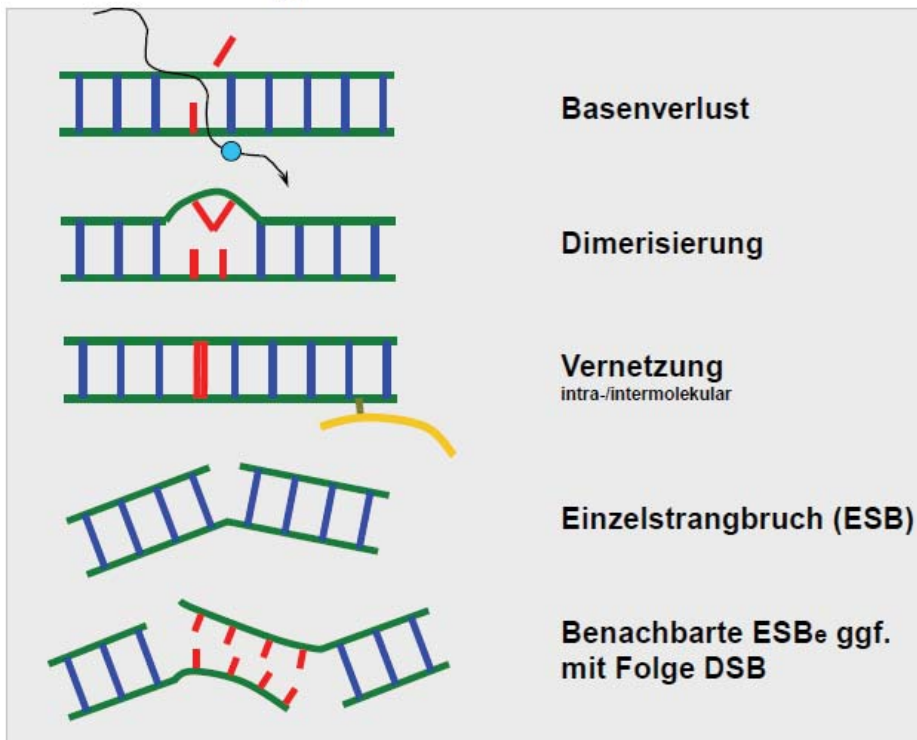 Basenverlust
Dimerisierung
Vernetzung
intra-/intermolekular
Einzelstrangbruch (ESB)
Benachbarte ESBe ggf.
mit Folge DSB